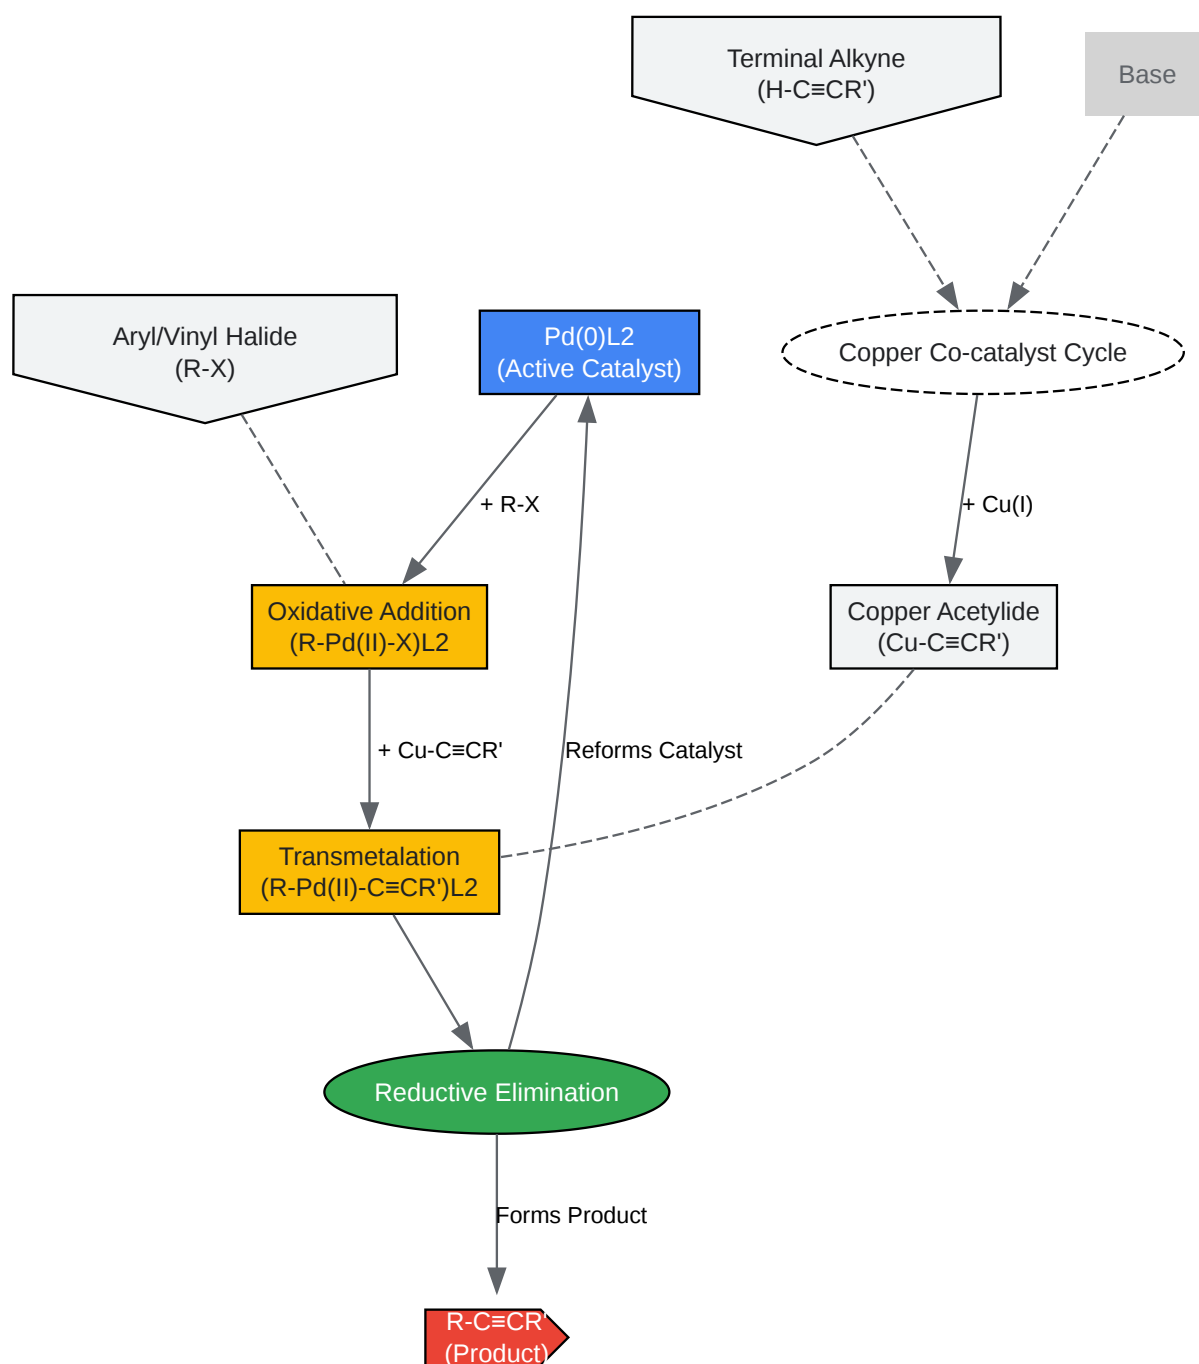 Terminal Alkyne
(H-C≡CR')
Base
Aryl/Vinyl Halide
(R-X)
Pd(0)L2
(Active Catalyst)
Copper Co-catalyst Cycle
+ R-X
+ Cu(I)
Oxidative Addition
(R-Pd(II)-X)L2
Copper Acetylide
(Cu-C≡CR')
+ Cu-C≡CR'
Reforms Catalyst
Transmetalation
(R-Pd(II)-C≡CR')L2
Reductive Elimination
Forms Product
R-C≡CR'
(Product)